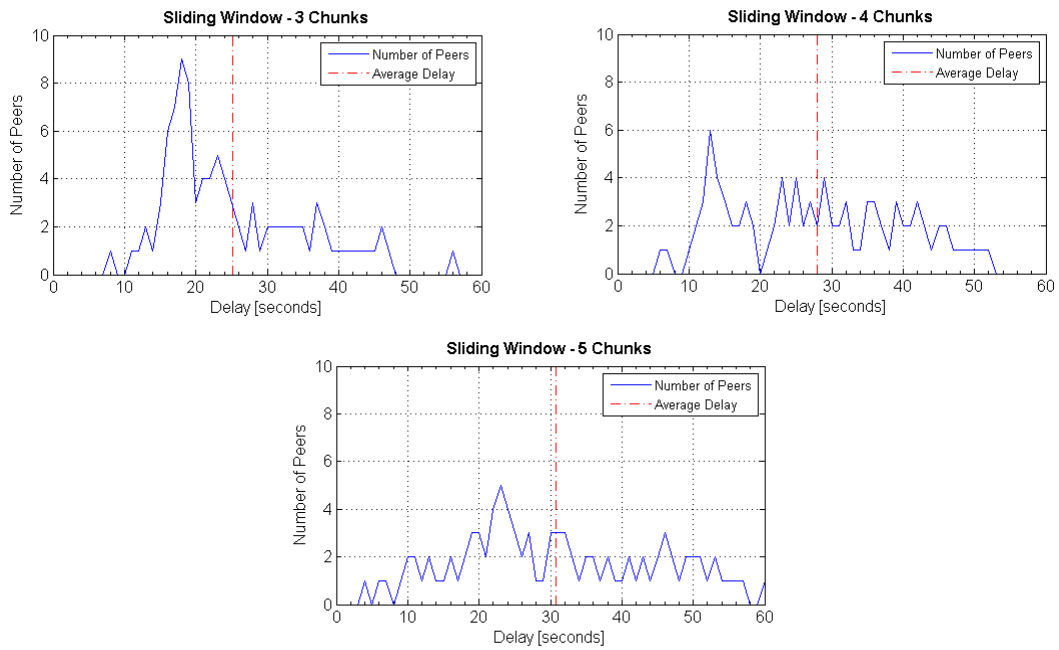 Sliding Window - 3 Chunks
10
8
6
4
2
0
Number of Peers
Number of Peers
Average Delay
0 10 20 30 40 50 60
Delay [seconds]
Sliding Window - 4 Chunks
10
8
6
4
2
0
Number of Peers
Number of Peers
Average Delay
0 10 20 30 40 50 60
Delay [seconds]
Sliding Window - 5 Chunks
10
8
6
4
2
0
Number of Peers
Number of Peers
Average Delay
0 10 20 30 40 50 60
Delay [seconds]